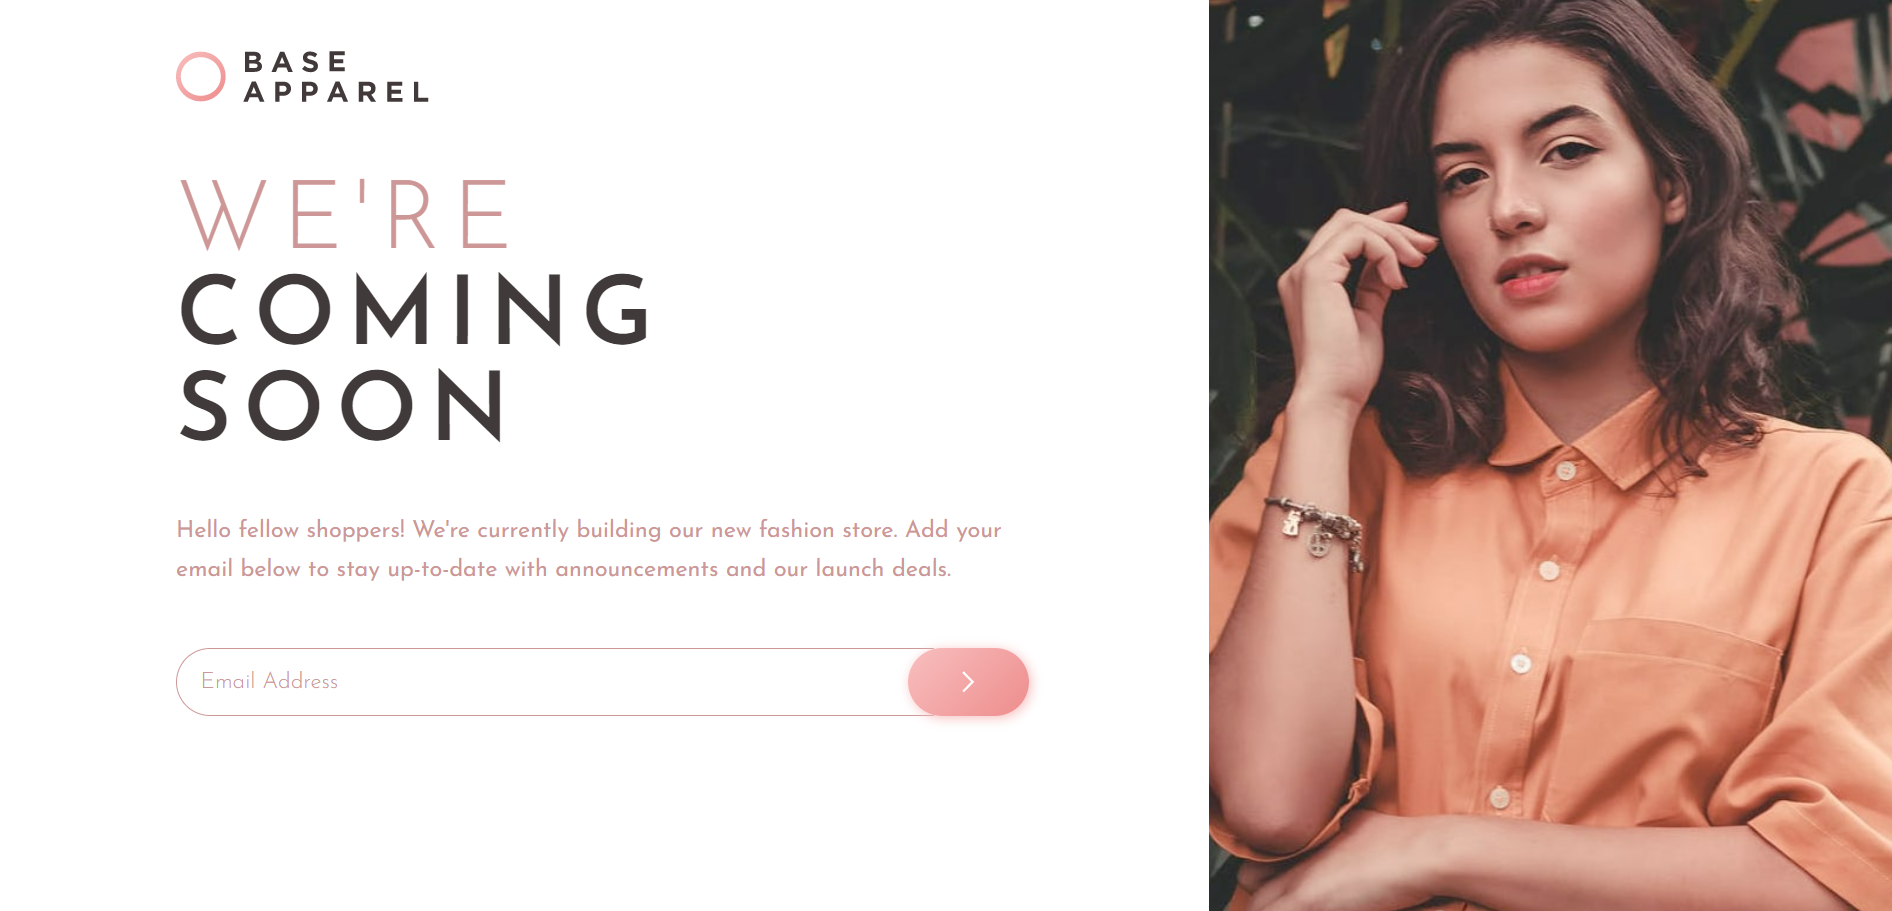 BASE
APPAREL
WE'RE
COMING
SOON
Hello fellow shoppers! We're currently building our new fashion store. Add your
email below to stay up-to-date with announcements and our launch deals.
Email Address